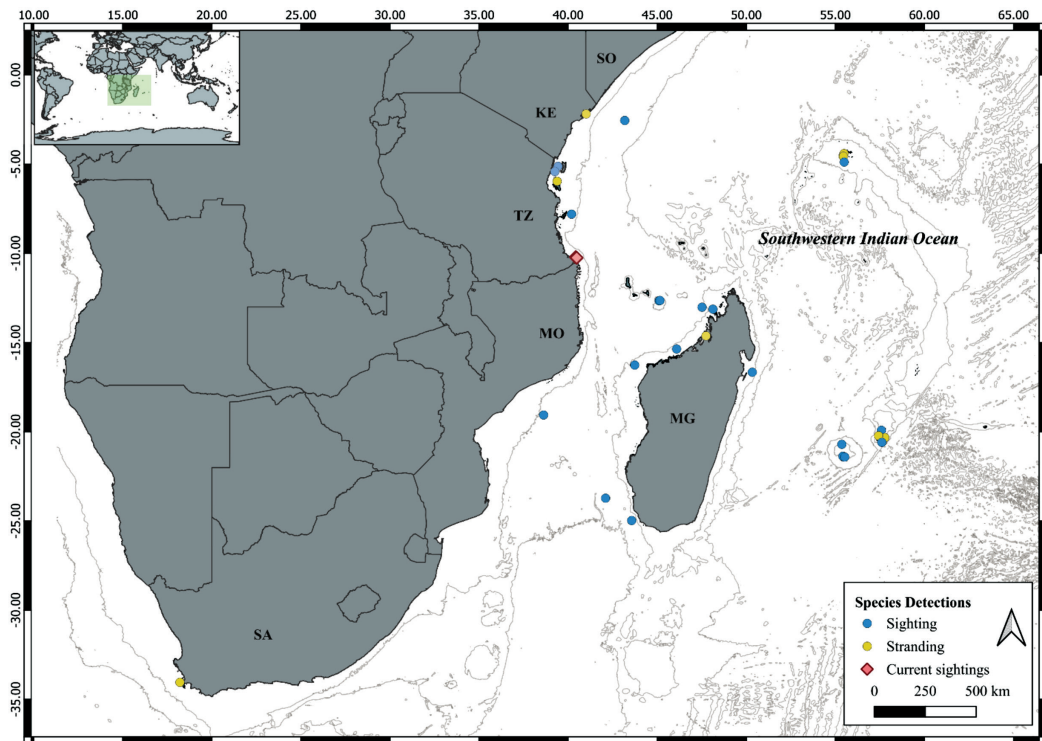 10.00 15.00 20.00 25.00 30.00 35.00 40.00 45.00 50.00 55.00 60.00 65.00
0.00
-5.00
-10.00
-15.00
-20.00
-25.00
-30.00
-35.00
SO
KE
TZ
MO
MG
SA
Southwestern Indian Ocean
Species Detections
Sighting
Stranding
Current sightings
0 250 500 km